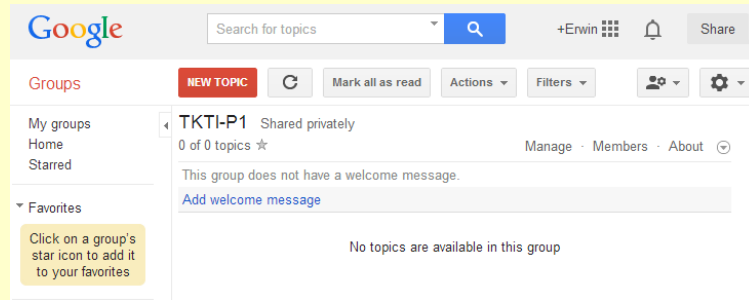 Google Search for topics +Erwin Share
Groups NEW TOPIC C Mark all as read Actions Filters
My groups
Home
Starred
Favorites
Click on a group's
star icon to add it
to your favorites
TKTI-P1 Shared privately
0 of 0 topics Manage · Members · About
This group does not have a welcome message.
Add welcome message
No topics are available in this group